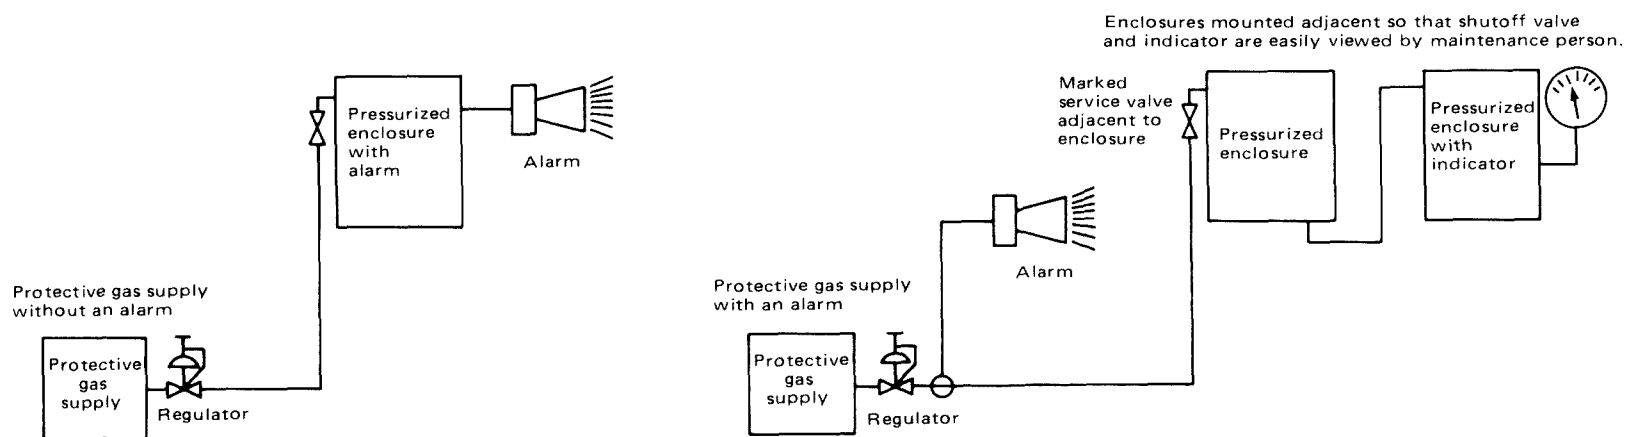 Pressurized
enclosure
with
alarm
Alarm
Protective gas supply
without an alarm
Protective
gas
supply
Regulator
Enclosures mounted adjacent so that shutoff valve
and indicator are easily viewed by maintenance person.
Marked
service valve
adjacent to
enclosure
Pressurized
enclosure
Pressurized
enclosure
with
indicator
Alarm
Protective gas supply
with an alarm
Protective
gas
supply
Regulator